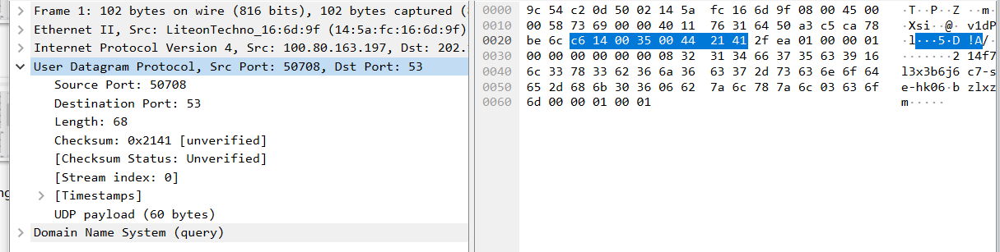 Frame 1: 102 bytes on wire (816 bits), 102 bytes captured (
Ethernet II, Src: LiteonTechno_16:6d:9f (14:5a:fc:16:6d:9f)
Internet Protocol Version 4, Src: 100.80.163.197, Dst: 202.
User Datagram Protocol, Src Port: 50708, Dst Port: 53
Source Port: 50708
Destination Port: 53
Length: 68
Checksum: 0x2141 [unverified]
[Checksum Status: Unverified]
[Stream index: 0]
[Timestamps]
UDP payload (60 bytes)
Domain Name System (query)
0000 9c 54 c2 0d 50 02 14 5a fc 16 6d 9f 08 00 45 00 ·T··P··Z ··m·
0010 00 58 73 69 00 00 40 11 76 31 64 50 a3 c5 ca 78 ·Xsi··@· v1dP
0020 be 6c c6 14 00 35 00 44 21 41 2f ea 01 00 00 01 ·l···5·D !A/·
0030 00 00 00 00 00 00 08 32 31 34 66 37 35 63 39 16 ·······2 14f7
0040 6c 33 78 33 62 36 6a 36 63 37 2d 73 63 6e 6f 64 l3x3b6j6 c7-s
0050 65 2d 68 6b 30 36 06 62 7a 6c 78 7a 6c 03 63 6f e-hk06·b zlxz
0060 6d 00 00 01 00 01 m·····